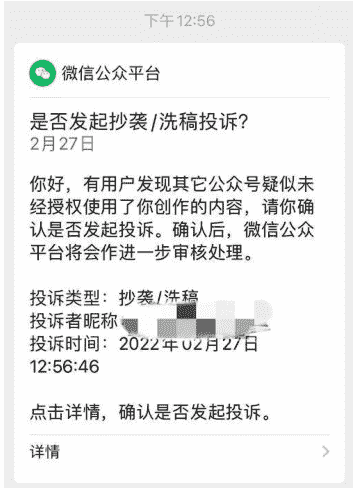 下午12:56
微信公众平台
是否发起抄袭/洗稿投诉?
2月27日
你好，有用户发现其它公众号疑似未
经授权使用了你创作的内容，请你确
认是否发起投诉。确认后，微信公众
平台将会作进一步审核处理。
投诉类型：抄袭/洗稿
投诉者昵称
投诉时间：2022年02月27日
12:56:46
点击详情，确认是否发起投诉。
详情